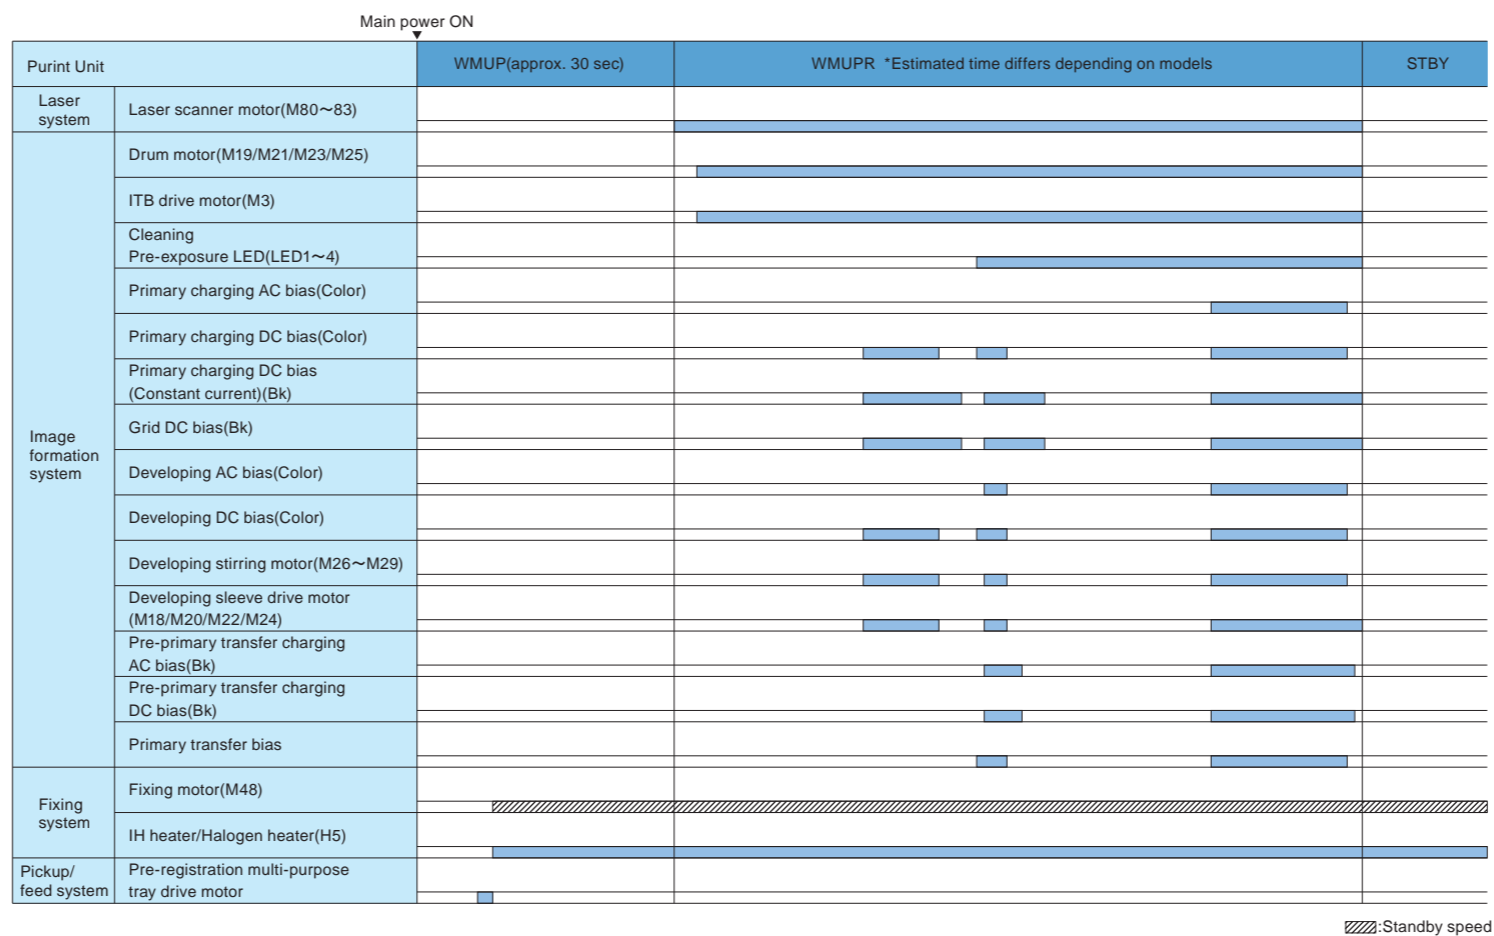 Main power ON
Purint Unit
WMUP(approx. 30 sec)
WMUPR *Estimated time differs depending on models
STBY
Laser
system
Laser scanner motor(M80〜83)
Image
formation
system
Drum motor(M19/M21/M23/M25)
ITB drive motor(M3)
Cleaning
Pre-exposure LED(LED1〜4)
Primary charging AC bias(Color)
Primary charging DC bias(Color)
Primary charging DC bias
(Constant current)(Bk)
Grid DC bias(Bk)
Developing AC bias(Color)
Developing DC bias(Color)
Developing stirring motor(M26〜M29)
Developing sleeve drive motor
(M18/M20/M22/M24)
Pre-primary transfer charging
AC bias(Bk)
Pre-primary transfer charging
DC bias(Bk)
Primary transfer bias
Fixing
system
Fixing motor(M48)
IH heater/Halogen heater(H5)
Pickup/
feed system
Pre-registration multi-purpose
tray drive motor
:Standby speed